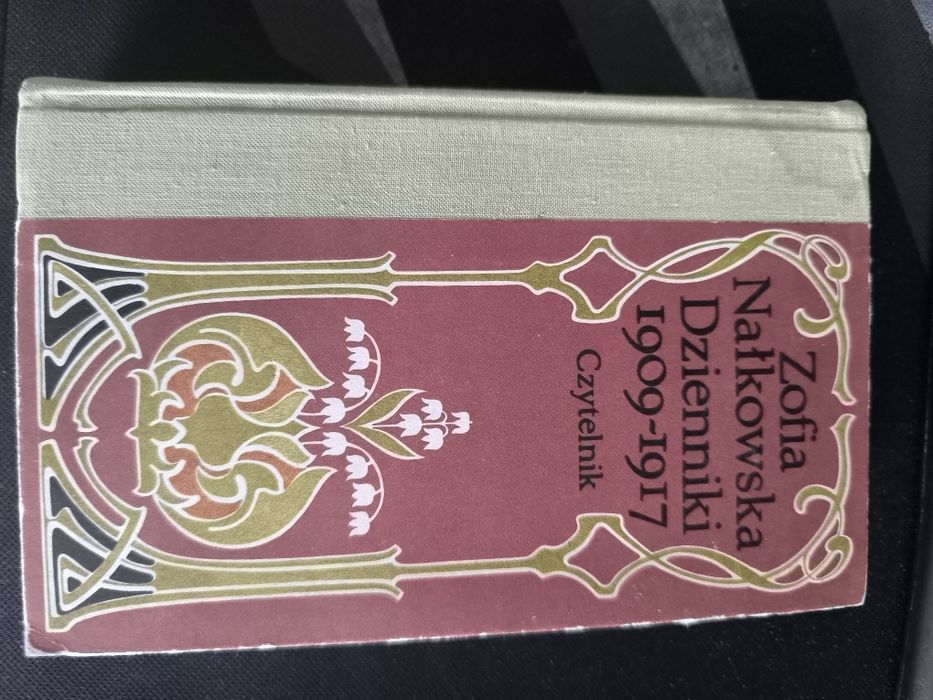 Zofia
Nałkowska
Dzienniki
1909-1917
Czytelnik